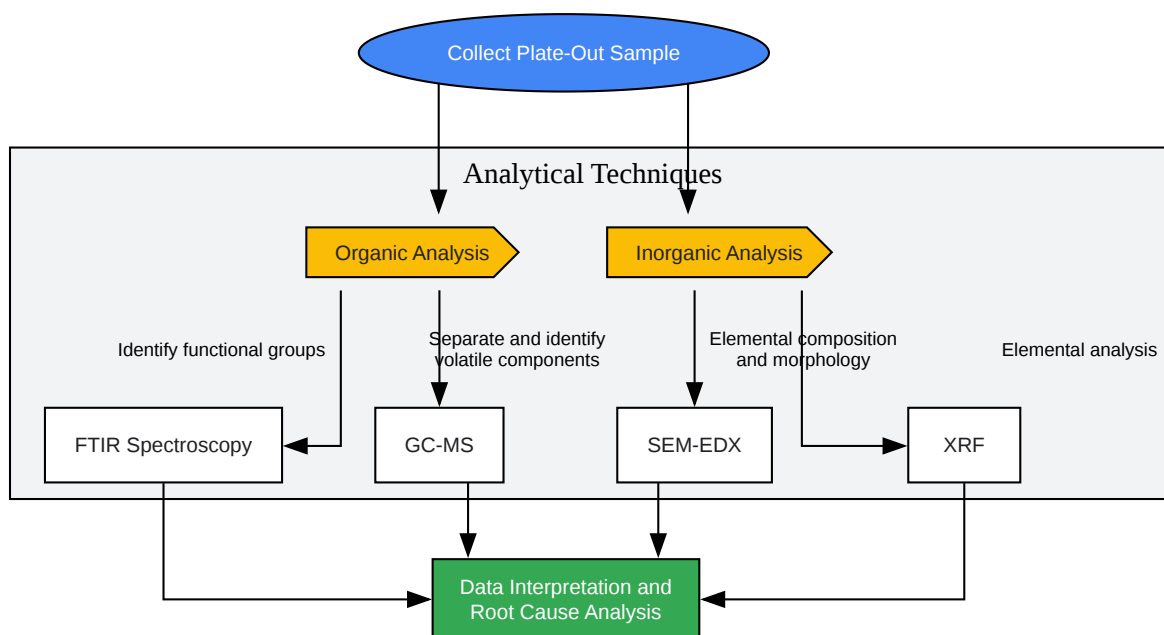 Collect Plate-Out Sample
Analytical Techniques
Organic Analysis
Inorganic Analysis
Identify functional groups
Separate and identify
volatile components
Elemental composition
and morphology
Elemental analysis
FTIR Spectroscopy
GC-MS
SEM-EDX
XRF
Data Interpretation and
Root Cause Analysis